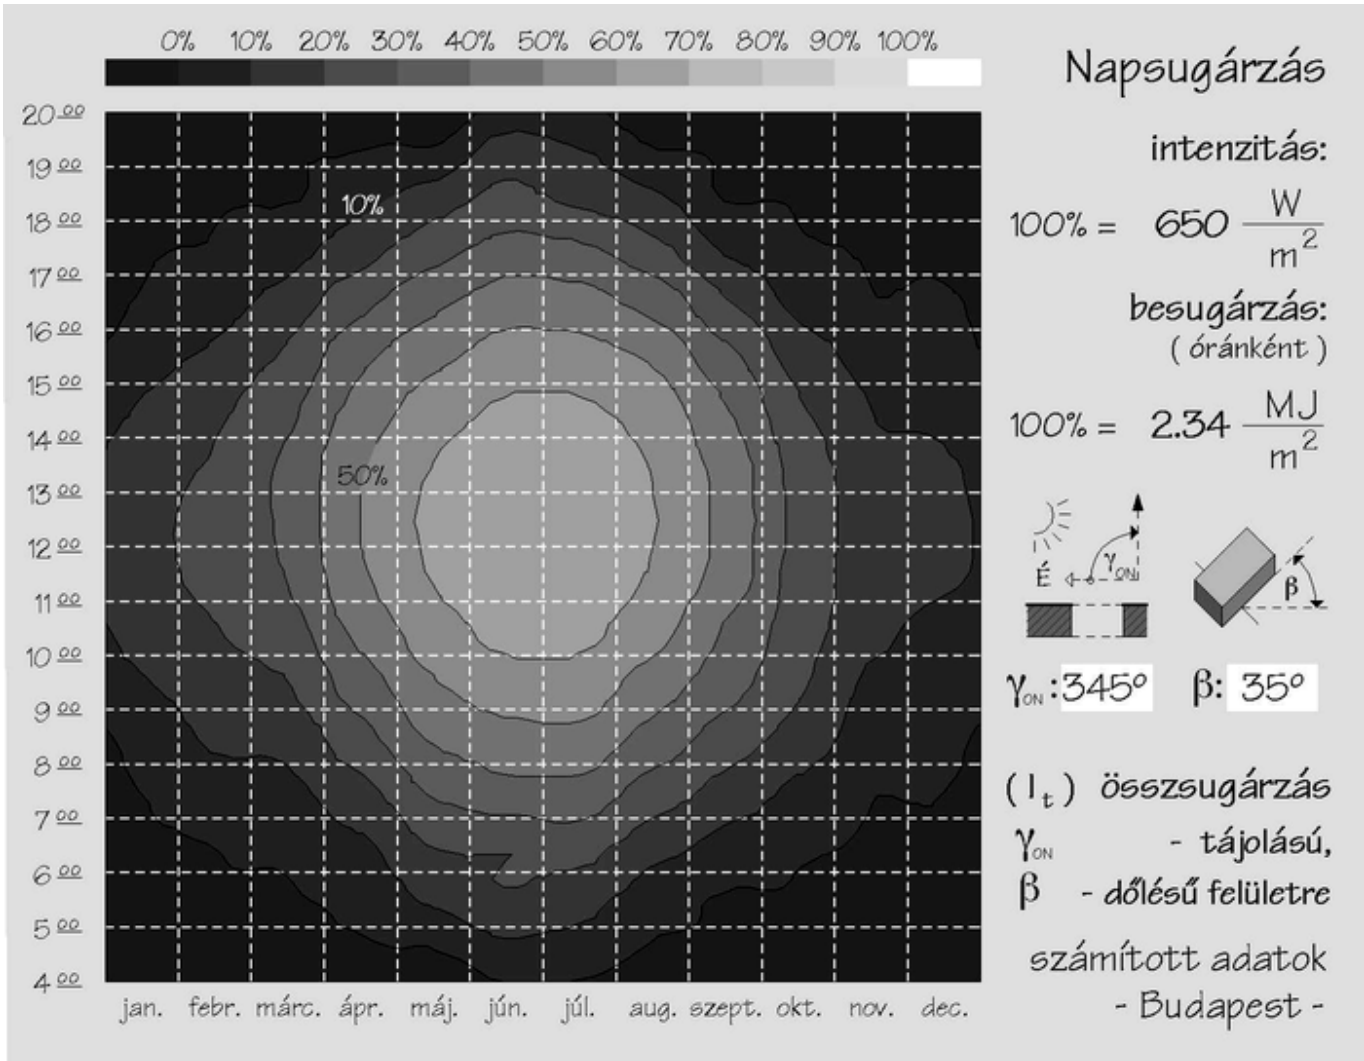 0% 10% 20% 30% 40% 50% 60% 70% 80% 90% 100%
Napsugárzás
20 00
19 00
18 00
17 00
16 00
15 00
14 00
13 00
12 00
11 00
10 00
9 00
8 00
7 00
6 00
5 00
4 00
10%
50%
jan. febr. márc. ápr. máj. jún. júl. aug. szept. okt. nov. dec.
intenzitás:
100% = 650 W/m²
besugárzás:
( óránként )
100% = 2.34 MJ/m²
É γON β
γON : 345° β: 35°
( It ) összsugárzás
γON - tájolású,
β - dőlésű felületre
számított adatok
- Budapest -